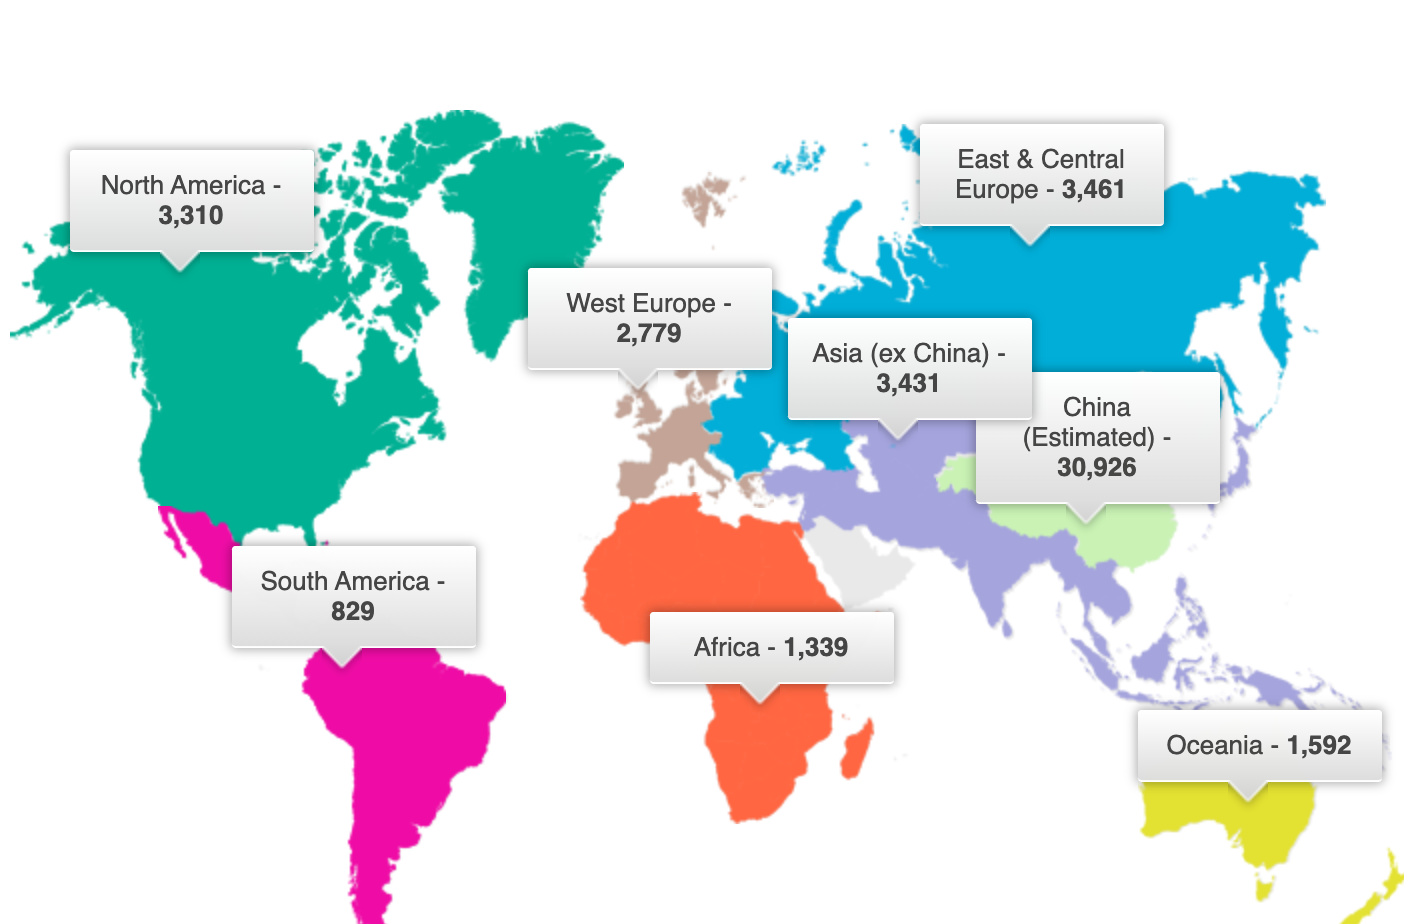 North America -
3,310
East & Central
Europe - 3,461
West Europe -
2,779
Asia (ex China) -
3,431
China
(Estimated) -
30,926
South America -
829
Africa - 1,339
Oceania - 1,592